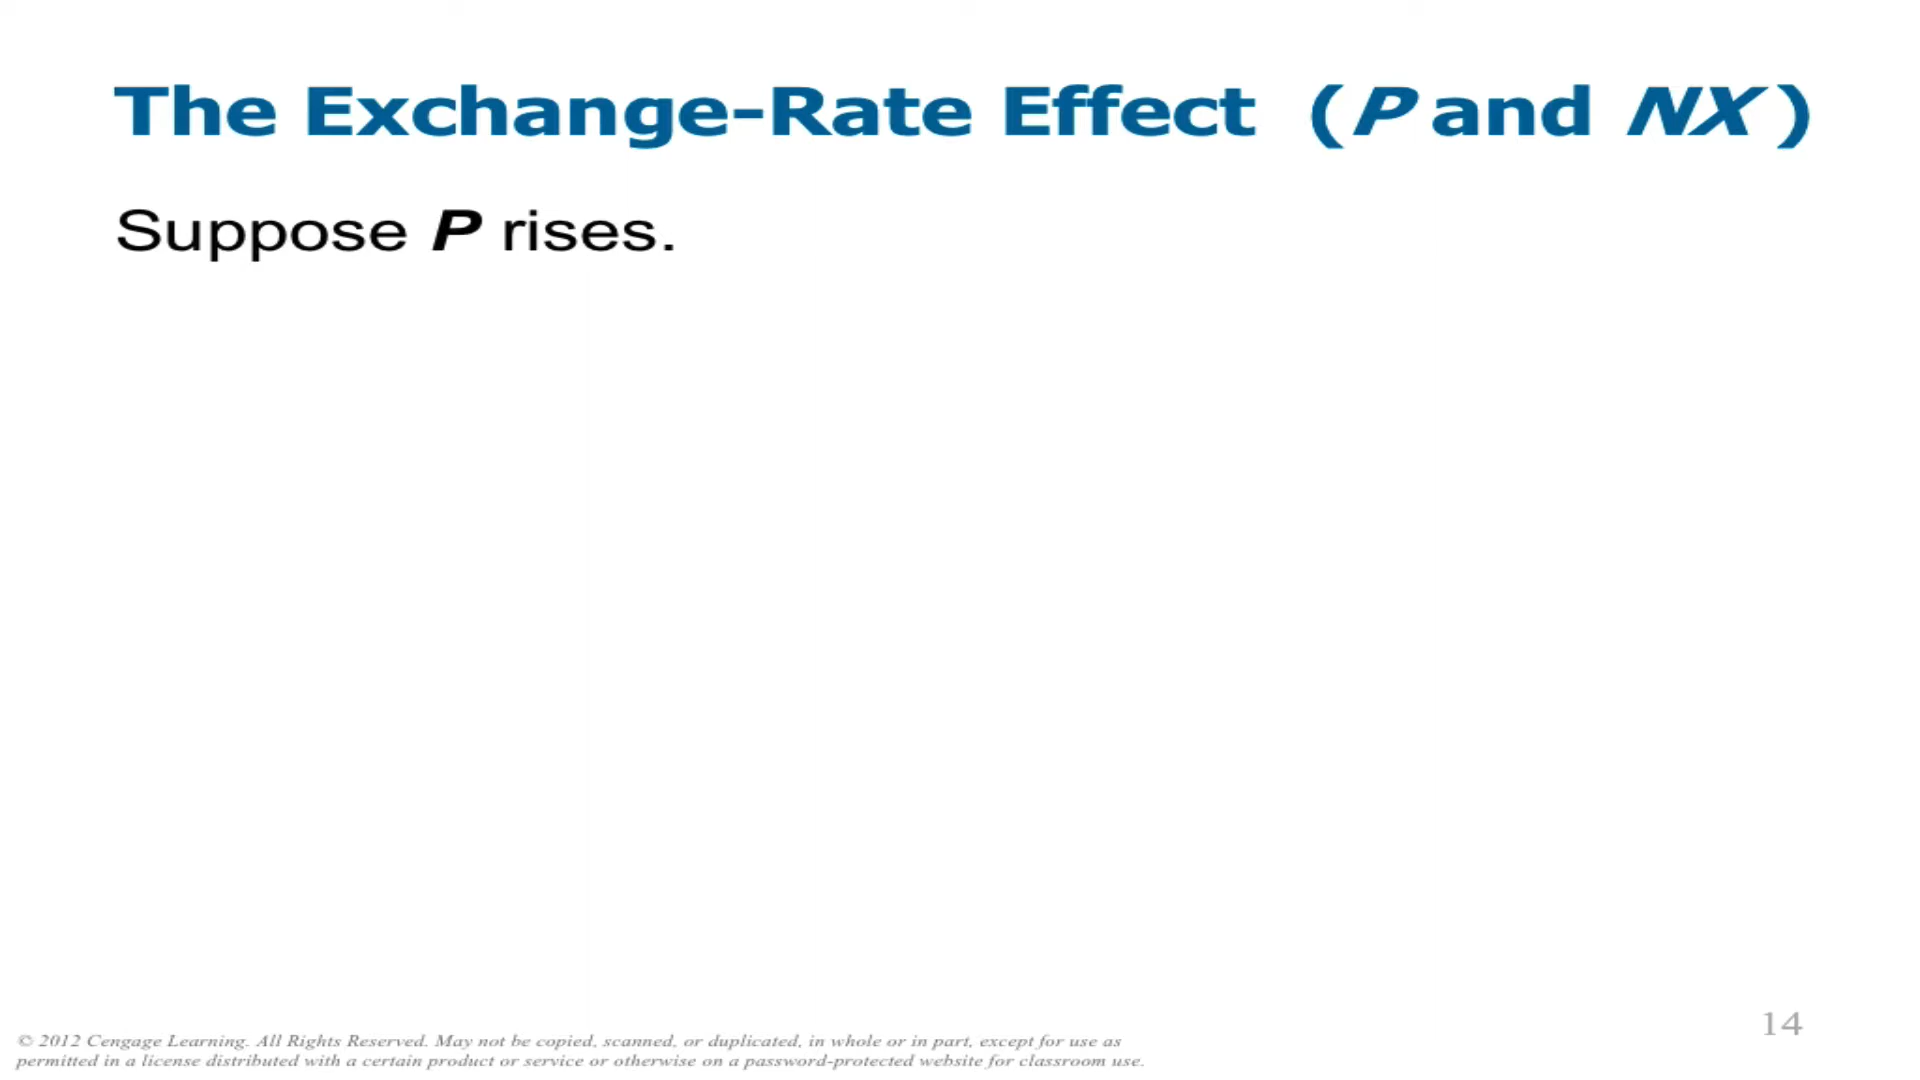 The Exchange-Rate Effect (P and NX )
Suppose P rises.
14
© 2012 Cengage Learning. All Rights Reserved. May not be copied, scanned, or duplicated, in whole or in part, except for use as
permitted in a license distributed with a certain product or service or otherwise on a password-protected website for classroom use.